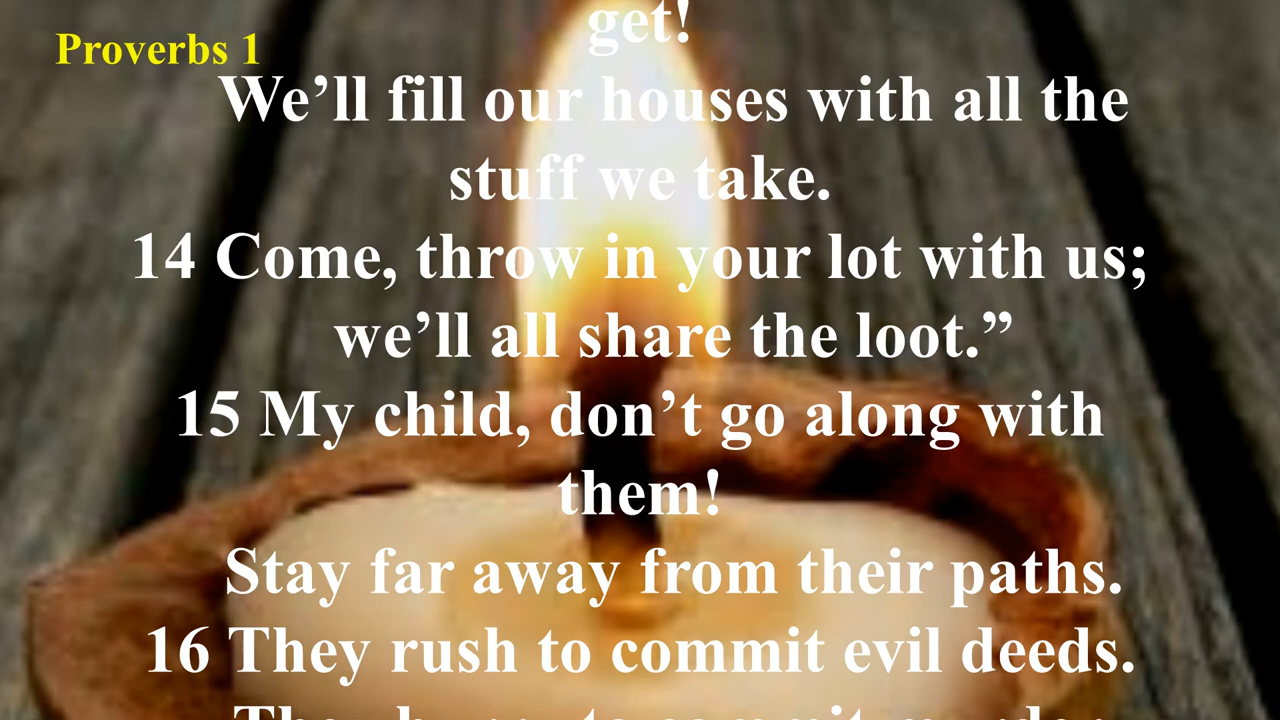 get!
Proverbs 1
We’ll fill our houses with all the
stuff we take.
14 Come, throw in your lot with us;
we’ll all share the loot.”
15 My child, don’t go along with
them!
Stay far away from their paths.
16 They rush to commit evil deeds.